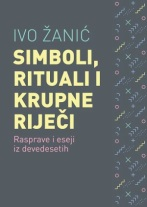 IVO ŽANIĆ
SIMBOLI,
RITUALI I
KRUPNE
RIJEČI
Rasprave i eseji
iz devedesetih